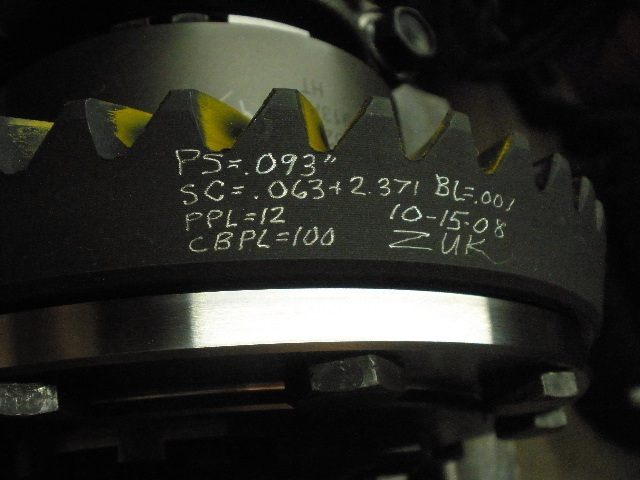 PS=.093"
SC=.063+2.371 BL=.001
PPL=12 10-15-08
CBPL=100 ZUK